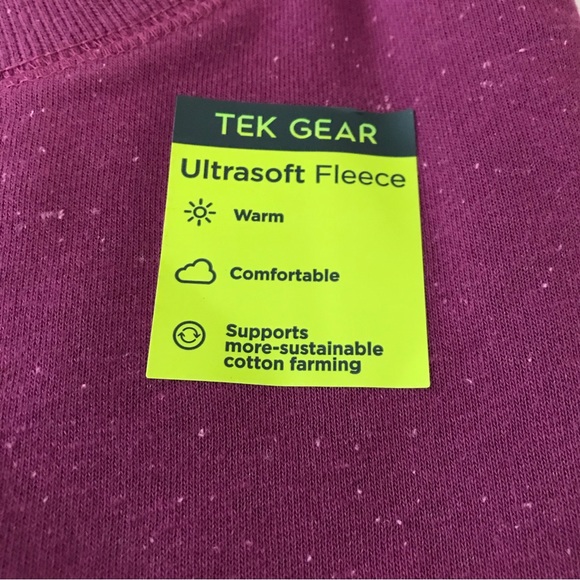 TEK GEAR
Ultrasoft Fleece
Warm
Comfortable
Supports
more-sustainable
cotton farming